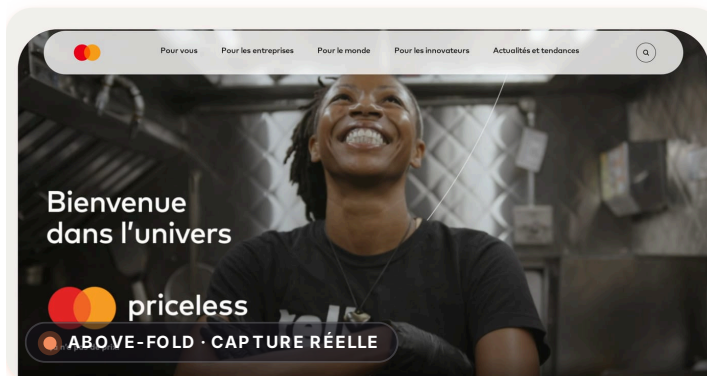 Pour vous Pour les entreprises Pour le monde Pour les innovateurs Actualités et tendances
Bienvenue
dans l'univers
priceless
ABOVE-FOLD · CAPTURE RÉELLE